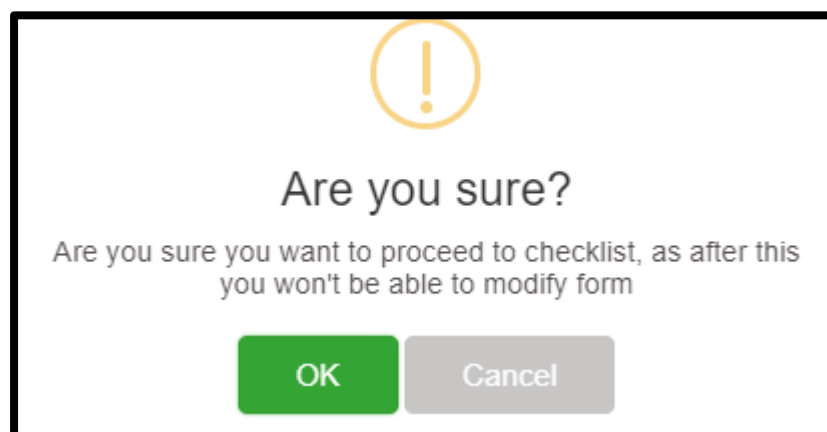 Are you sure?
Are you sure you want to proceed to checklist, as after this
you won't be able to modify form
OK
Cancel